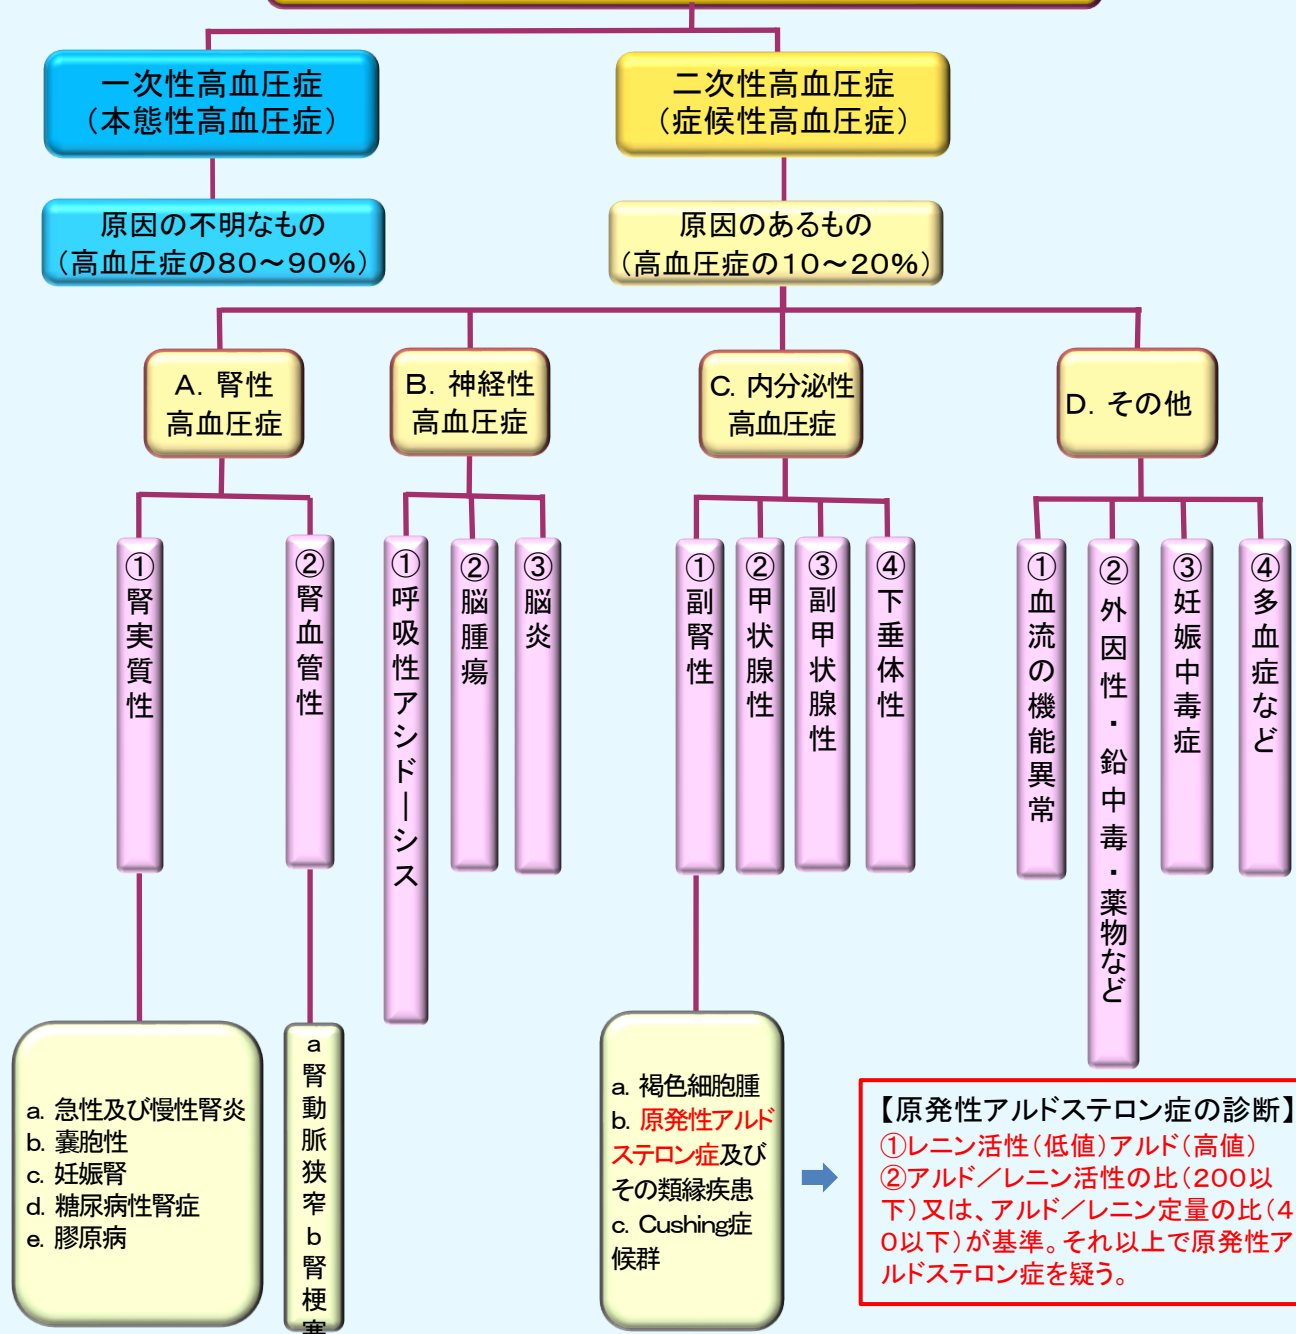 一次性高血圧症
（本態性高血圧症）
二次性高血圧症
（症候性高血圧症）
原因の不明なもの
（高血圧症の80～90%）
原因のあるもの
（高血圧症の10～20%）
A. 腎性
高血圧症
B. 神経性
高血圧症
C. 内分泌性
高血圧症
D. その他
①腎実質性
②腎血管性
①呼吸性アシドーシス
②脳腫瘍
③脳炎
①副腎性
②甲状腺性
③副甲状腺性
④下垂体性
①血流の機能異常
②外因性・鉛中毒・薬物など
③妊娠中毒症
④多血症など
a. 急性及び慢性腎炎
b. 嚢胞性
c. 妊娠腎
d. 糖尿病性腎症
e. 膠原病
a腎動脈狭窄b腎梗塞
a. 褐色細胞腫
b. 原発性アルド
ステロン症及び
その類縁疾患
c. Cushing症
候群
【原発性アルドステロン症の診断】
①レニン活性（低値）アルド（高値）
②アルド／レニン活性の比（200以
下）又は、アルド／レニン定量の比（4
0以下）が基準。それ以上で原発性ア
ルドステロン症を疑う。